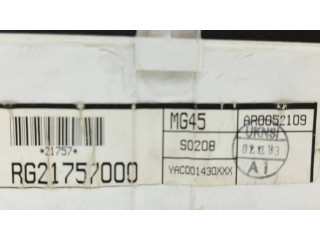 MG45
AR0052109
*21757*
S0208
UKNSI
RG21757000
YAC001430XXX
A1